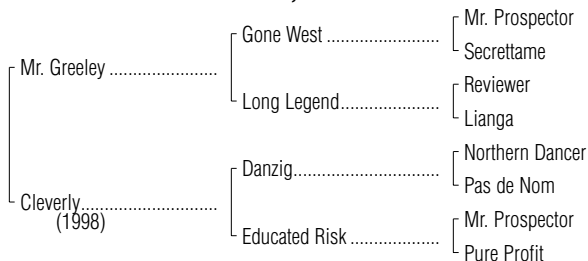 Mr. Prospector
Gone West ........................
Secrettame
Mr. Greeley ......................
Reviewer
Long Legend.....................
Lianga
Northern Dancer
Danzig...............................
Pas de Nom
Cleverly.............................
(1998)
Mr. Prospector
Educated Risk ...................
Pure Profit